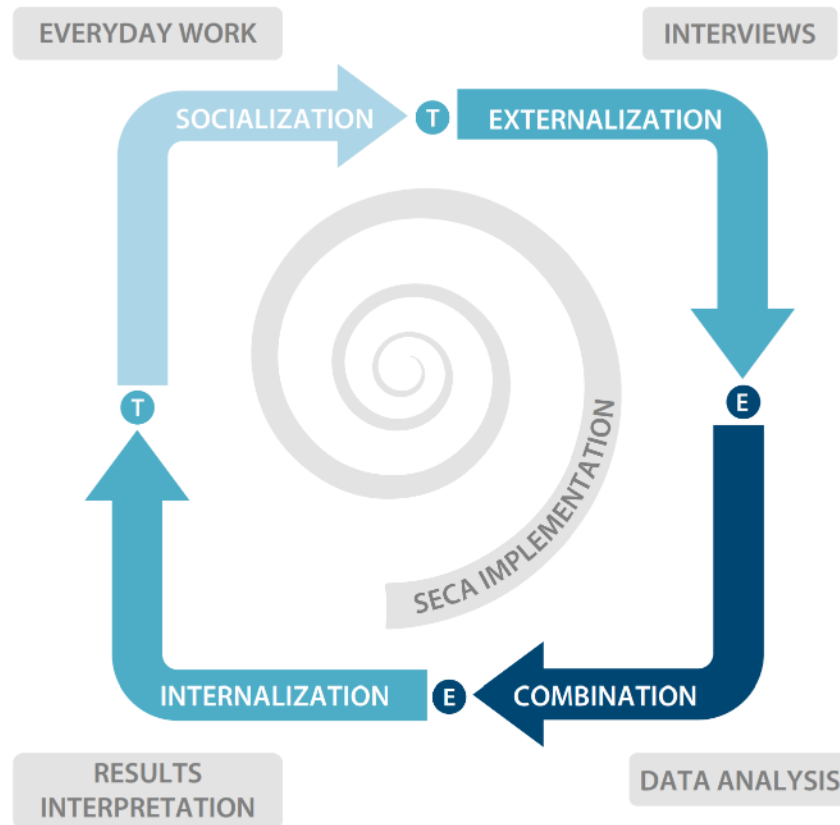 EVERYDAY WORK
INTERVIEWS
SOCIALIZATION
T
EXTERNALIZATION
T
E
SECA IMPLEMENTATION
INTERNALIZATION
E
COMBINATION
RESULTS
INTERPRETATION
DATA ANALYSIS